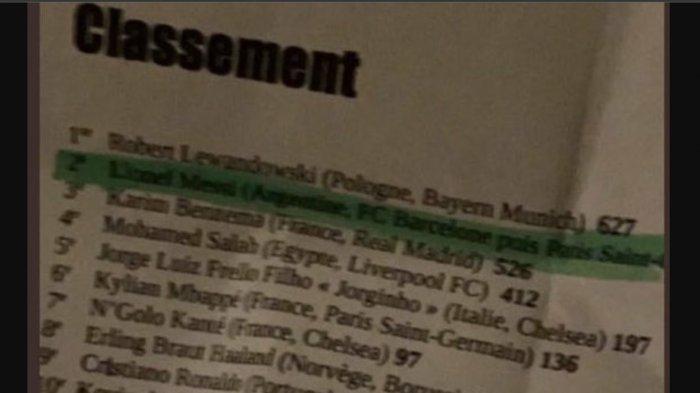 Classement
1er Robert Lewandowski (Pologne, Bayern Munich) 627
2e Lionel Messi (Argentine, FC Barcelone puis Paris Saint-G
3e Karim Benzema (France, Real Madrid) 526
4e Mohamed Salah (Egypte, Liverpool FC) 412
5e Jorge Luiz Frello Filho « Jorginho » (Italie, Chelsea) 197
6e Kylian Mbappé (France, Paris Saint-Germain) 136
7e N'Golo Kanté (France, Chelsea) 97
8e Erling Braut Haaland (Norvège,
9e Cristiano Ronaldo